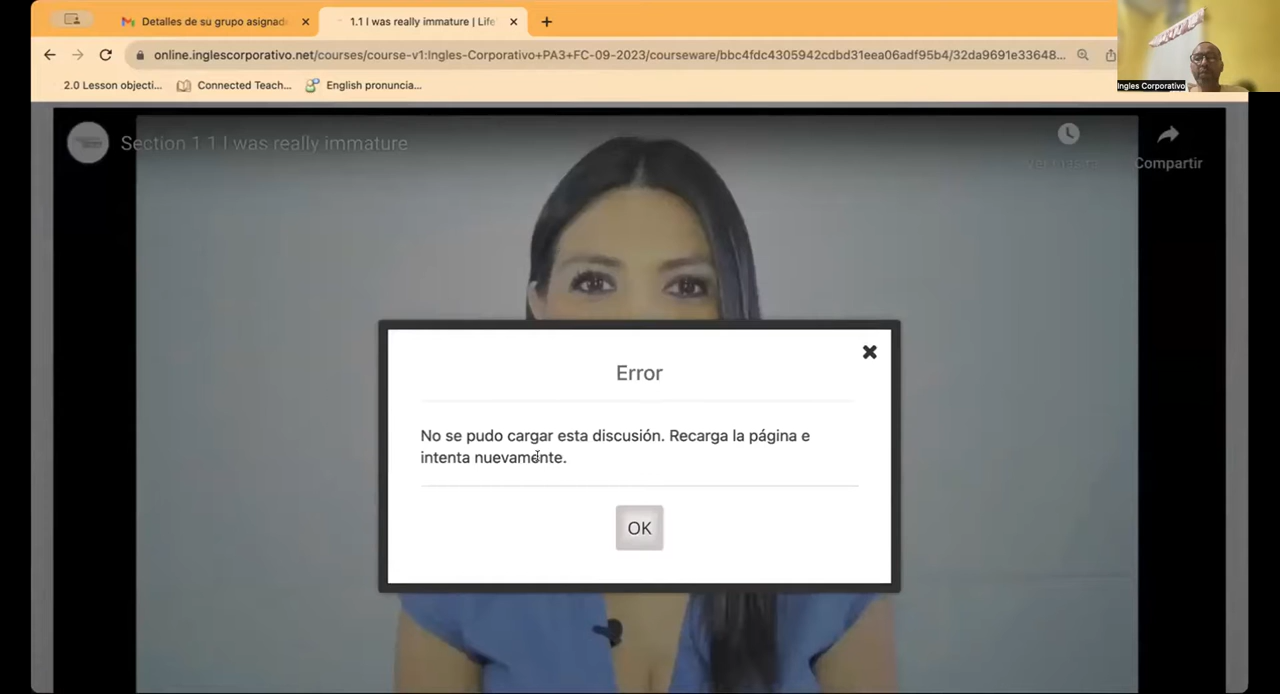 Detalles de su grupo asignad
1.1 I was really immature | Life
online.inglescorporativo.net/courses/course-v1:Ingles-Corporativo+PA3+FC-09-2023/courseware/bbc4fdc4305942cdbd31eea06adf95b4/32da9691e33648...
Ingles Corporativo
2.0 Lesson objecti...
Connected Teach...
English pronuncia...
Section 1 1 I was really immature
Compartir
Error
No se pudo cargar esta discusión. Recarga la página e
intenta nuevamente.
OK